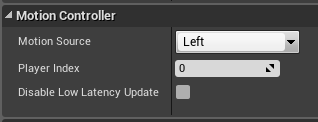 Motion Controller
Motion Source Left
Player Index 0
Disable Low Latency Update